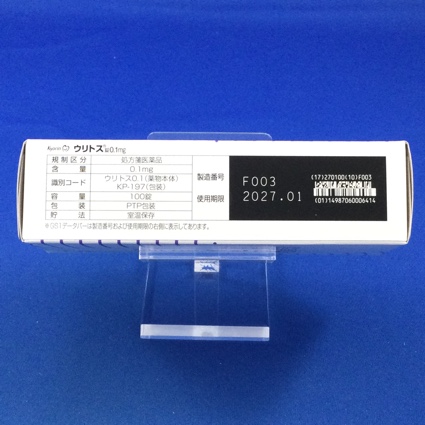 Kyorin ウリトス錠0.1mg
規制区分 処方箋医薬品
含量 0.1mg
識別コード ウリトス0.1(薬物本体)
KP-197(包装)
容量 100錠
包装 PTP包装
貯法 室温保存
製造番号 F003
使用期限 2027.01
(17)270100(10)F003
(01)14987060006414
※GS1データバーは製造番号および使用期限の右側に表示してあります。